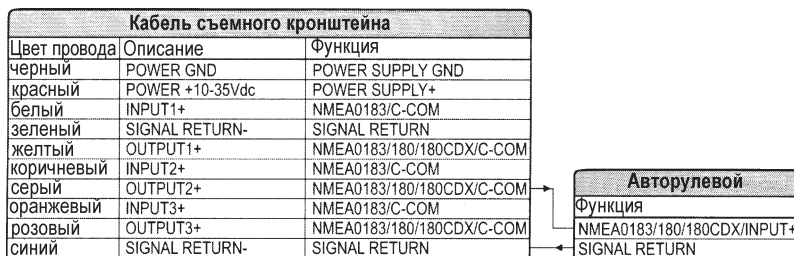 Кабель съемного кронштейна
Цвет провода Описание Функция
черный POWER GND POWER SUPPLY GND
красный POWER +10-35Vdc POWER SUPPLY+
белый INPUT1+ NMEA0183/C-COM
зеленый SIGNAL RETURN- SIGNAL RETURN
желтый OUTPUT1+ NMEA0183/180/180CDX/C-COM
коричневый INPUT2+ NMEA0183/C-COM
серый OUTPUT2+ NMEA0183/180/180CDX/C-COM
оранжевый INPUT3+ NMEA0183/C-COM
розовый OUTPUT3+ NMEA0183/180/180CDX/C-COM
синий SIGNAL RETURN- SIGNAL RETURN
Авторулевой
Функция
NMEA0183/180/180CDX/INPUT+
SIGNAL RETURN